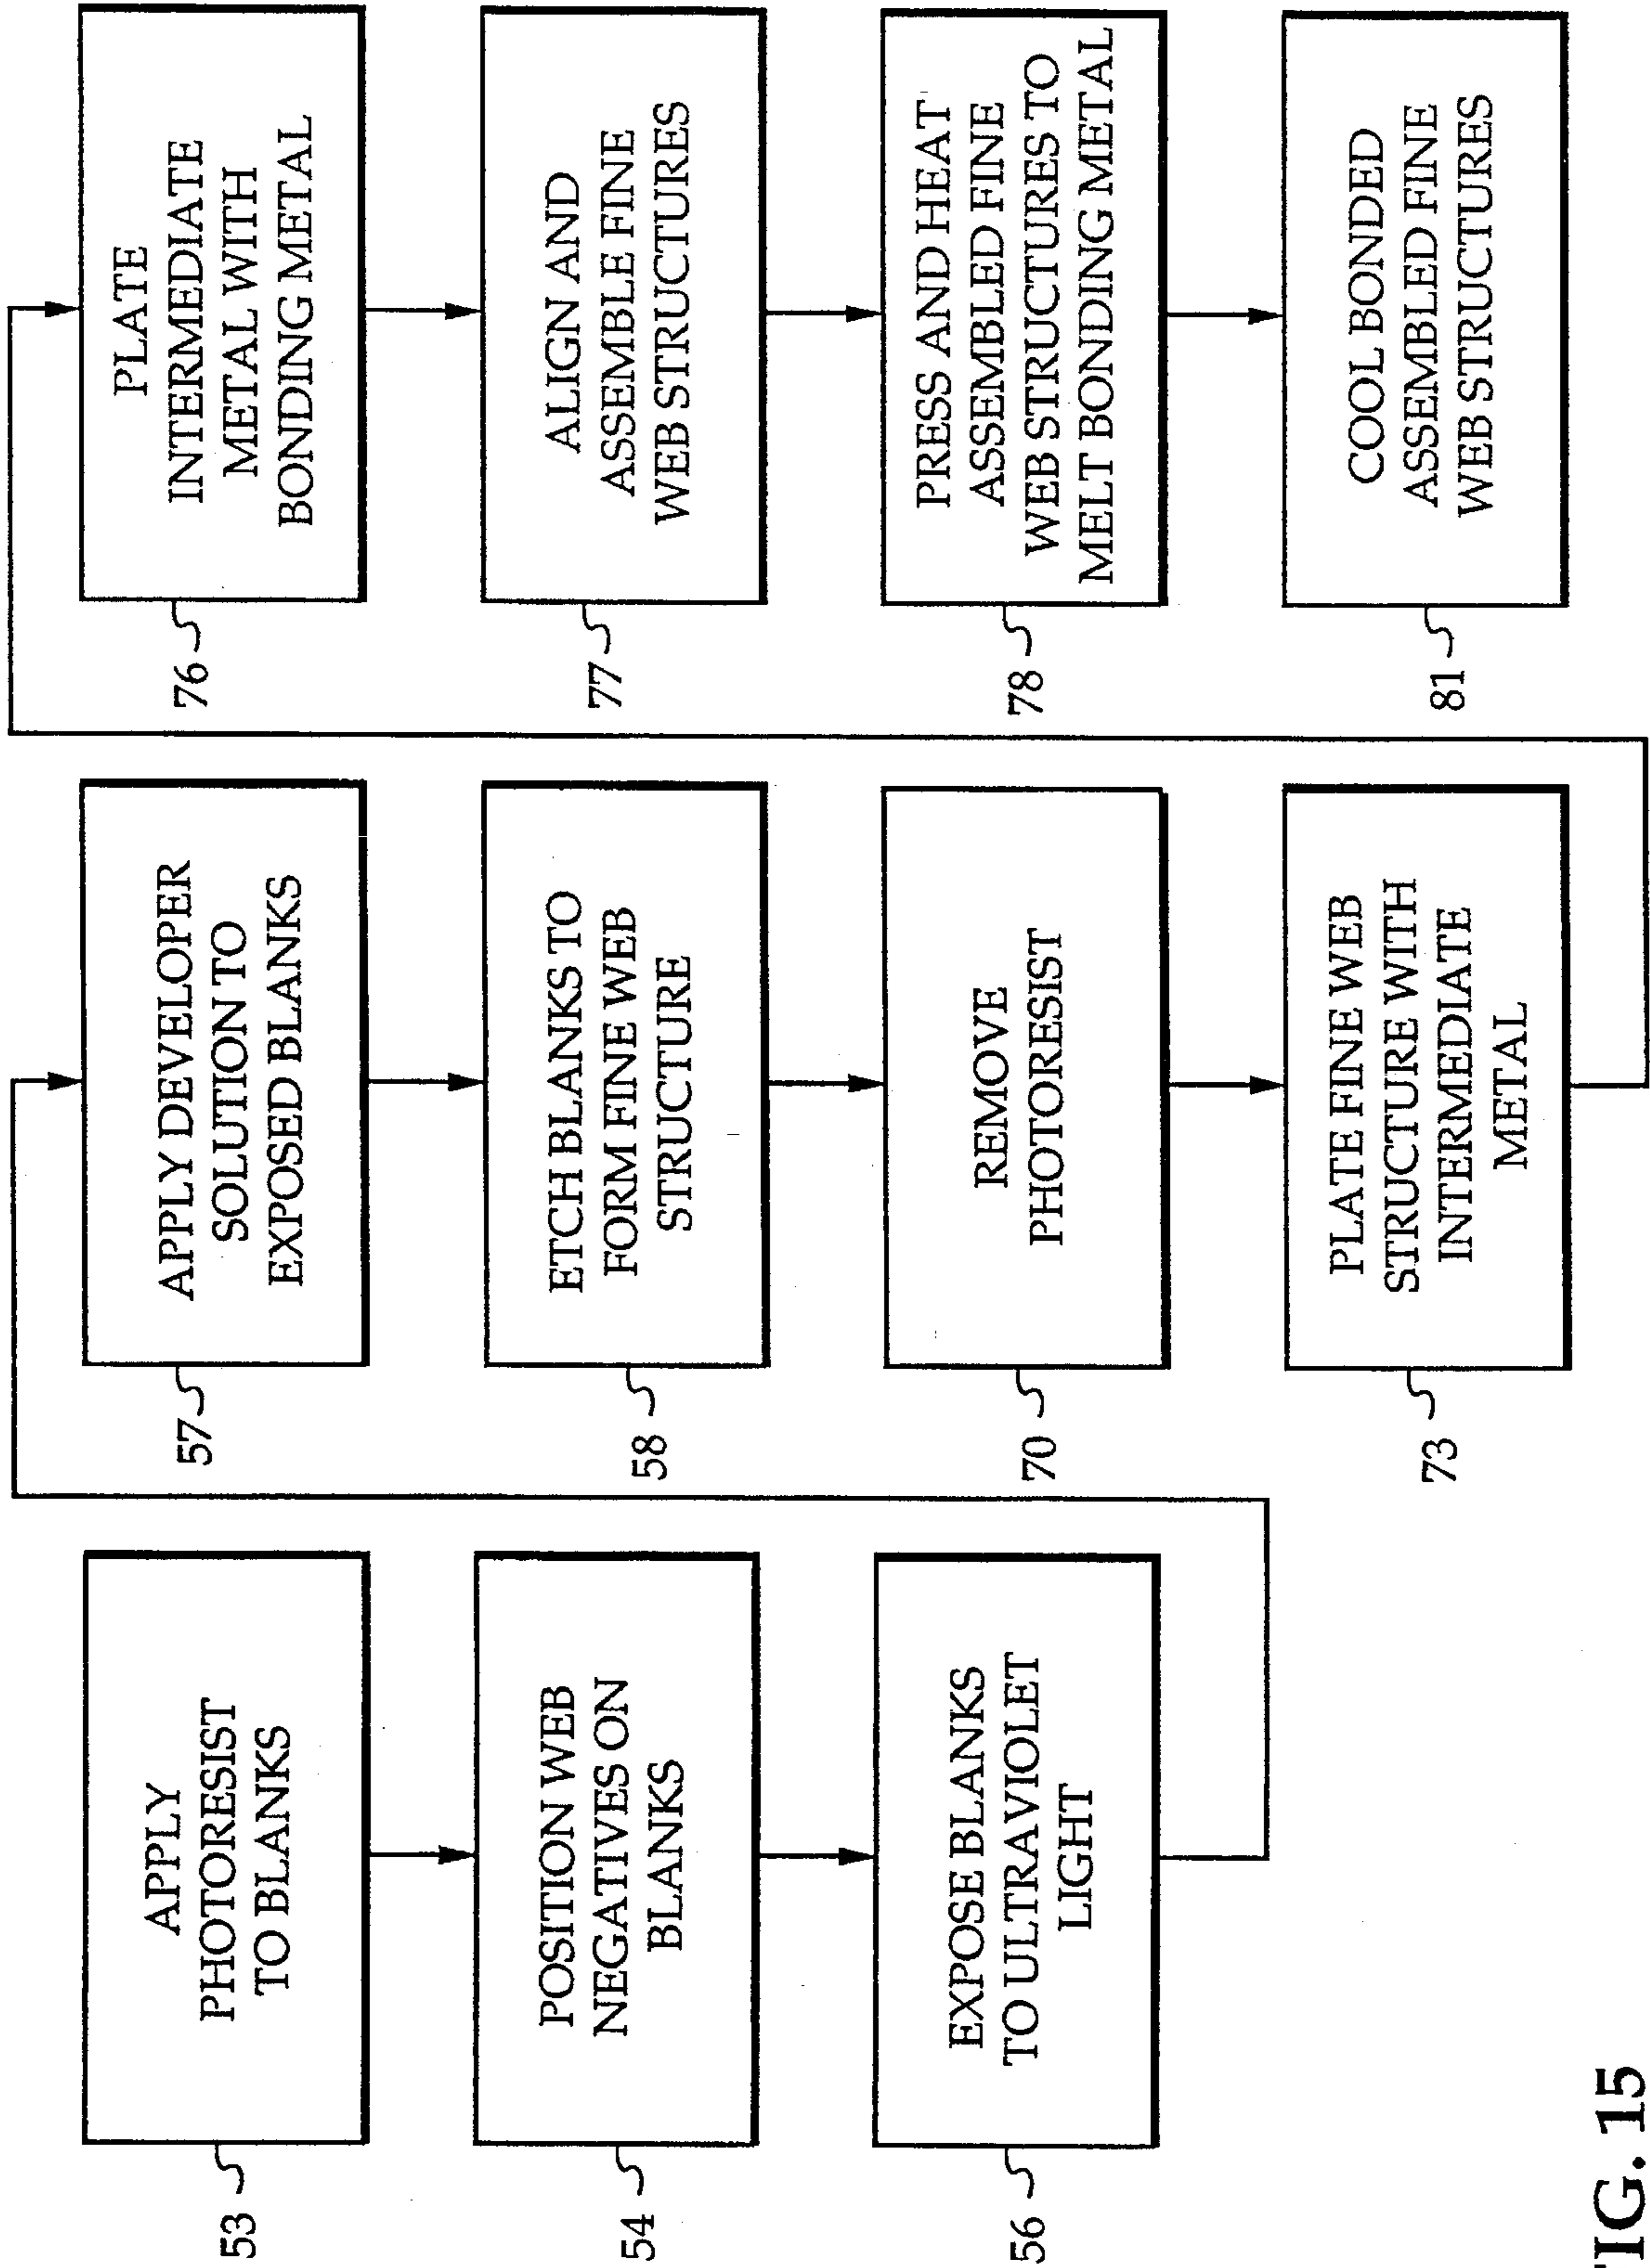 53
APPLY
PHOTORESIST
TO BLANKS
54
POSITION WEB
NEGATIVES ON
BLANKS
56
EXPOSE BLANKS
TO ULTRAVIOLET
LIGHT
57
APPLY DEVELOPER
SOLUTION TO
EXPOSED BLANKS
58
ETCH BLANKS TO
FORM FINE WEB
STRUCTURE
70
REMOVE
PHOTORESIST
73
PLATE FINE WEB
STRUCTURE WITH
INTERMEDIATE
METAL
76
PLATE
INTERMEDIATE
METAL WITH
BONDING METAL
77
ALIGN AND
ASSEMBLE FINE
WEB STRUCTURES
78
PRESS AND HEAT
ASSEMBLED FINE
WEB STRUCTURES TO
MELT BONDING METAL
81
COOL BONDED
ASSEMBLED FINE
WEB STRUCTURES
FIG. 15